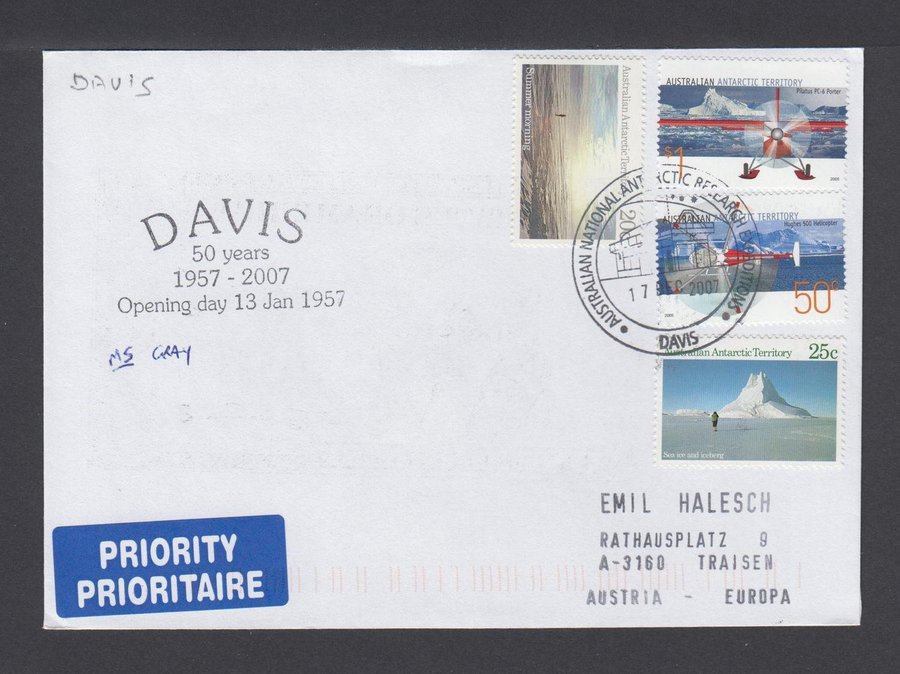 DAVIS
DAVIS
50 years
1957 - 2007
Opening day 13 Jan 1957
MS GRAY
Australian Antarctic Territory
Summer morning
AUSTRALIAN ANTARCTIC TERRITORY
Pilatus PC-6 Porter
$1
2005
AUSTRALIAN ANTARCTIC TERRITORY
Hughes 500 Helicopter
50c
2005
AUSTRALIAN NATIONAL ANTARCTIC RESEARCH EXPEDITIONS
17 DEC 2007
DAVIS
Australian Antarctic Territory 25c
Sea ice and iceberg
EMIL HALESCH
RATHAUSPLATZ 9
A-3160 TRAISEN
AUSTRIA - EUROPA
PRIORITY
PRIORITAIRE